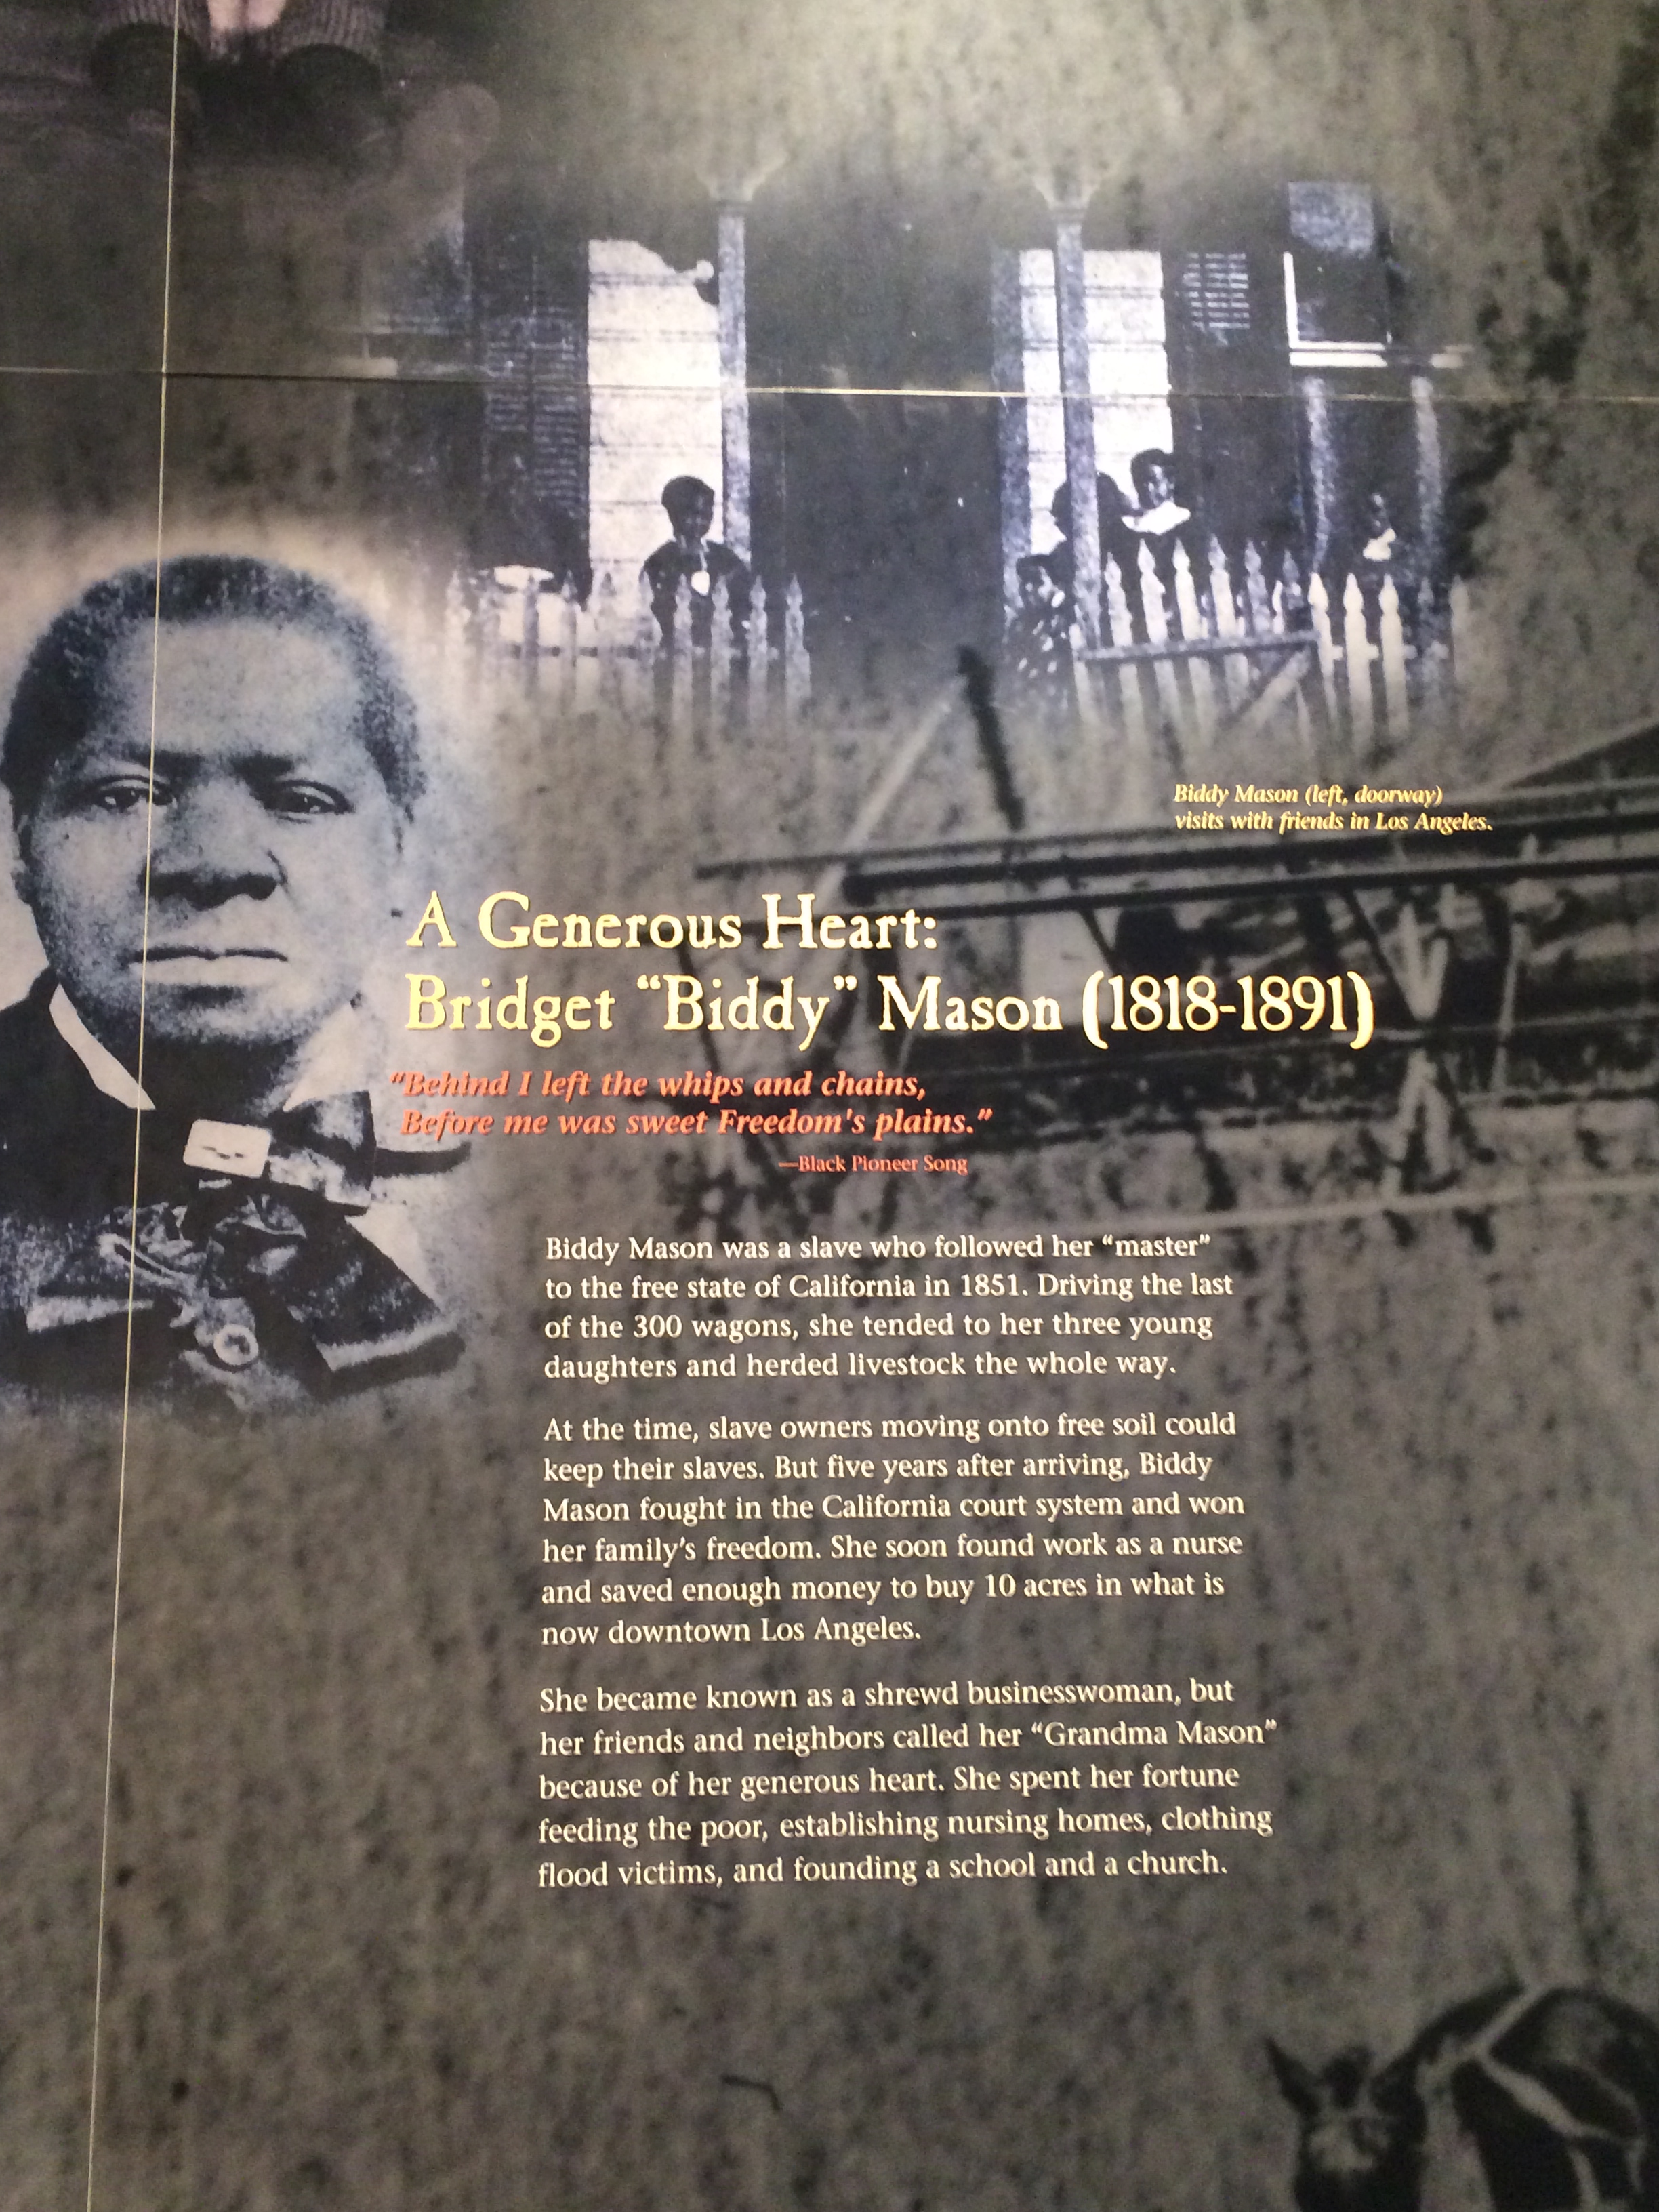 Biddy Mason (left, doorway)
visits with friends in Los Angeles.
A Generous Heart:
Bridget “Biddy” Mason (1818-1891)
“Behind I left the whips and chains,
Before me was sweet Freedom's plains.”
—Black Pioneer Song
Biddy Mason was a slave who followed her “master”
to the free state of California in 1851. Driving the last
of the 300 wagons, she tended to her three young
daughters and herded livestock the whole way.
At the time, slave owners moving onto free soil could
keep their slaves. But five years after arriving, Biddy
Mason fought in the California court system and won
her family’s freedom. She soon found work as a nurse
and saved enough money to buy 10 acres in what is
now downtown Los Angeles.
She became known as a shrewd businesswoman, but
her friends and neighbors called her “Grandma Mason”
because of her generous heart. She spent her fortune
feeding the poor, establishing nursing homes, clothing
flood victims, and founding a school and a church.